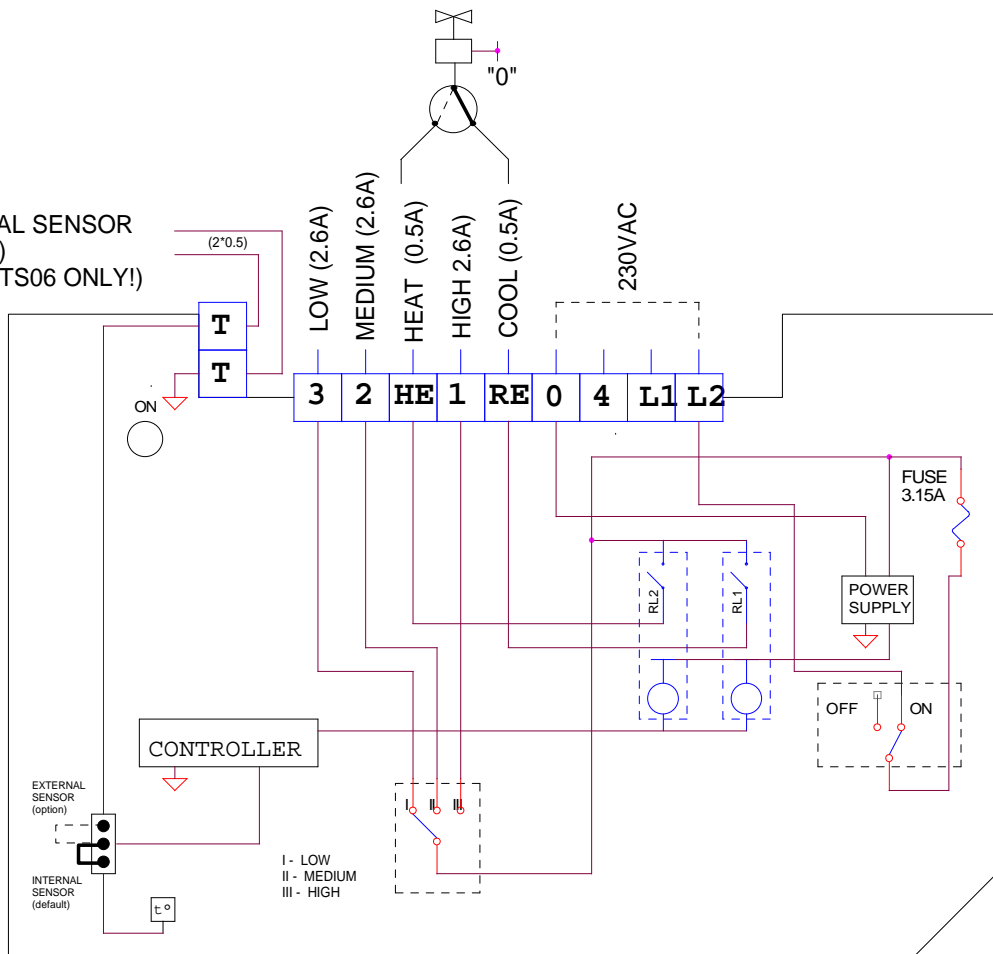 "0"
AL SENSOR
)
TS06 ONLY!)
(2*0.5)
LOW (2.6A)
MEDIUM (2.6A)
HEAT (0.5A)
HIGH 2.6A)
COOL (0.5A)
230VAC
T
T
3 2 HE 1 RE 0 4 L1 L2
ON
FUSE
3.15A
RL2
RL1
POWER
SUPPLY
OFF ON
CONTROLLER
EXTERNAL
SENSOR
(option)
I II III
I - LOW
II - MEDIUM
III - HIGH
INTERNAL
SENSOR
(default)
t°